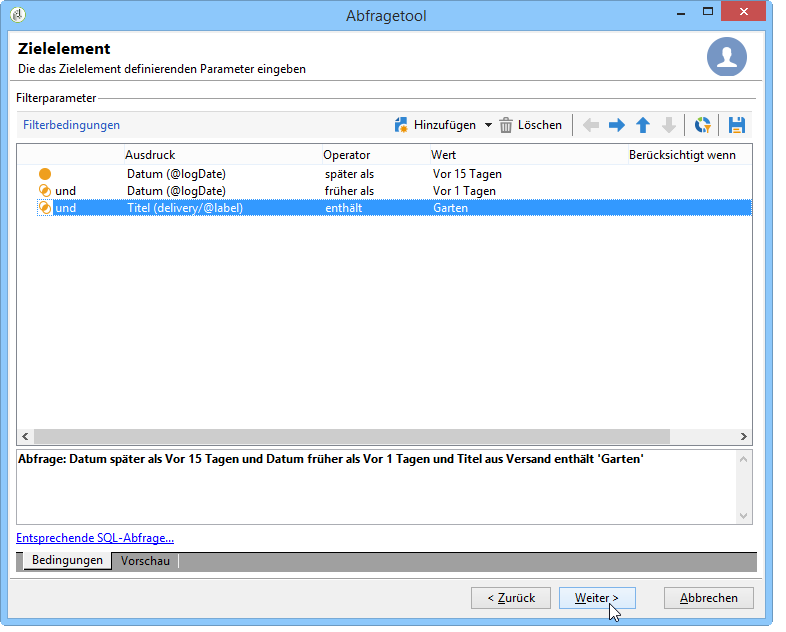 Abfragetool
Zielelement
Die das Zielelement definierenden Parameter eingeben
Filterparameter
Filterbedingungen Hinzufügen Löschen
Ausdruck Operator Wert Berücksichtigt wenn
Datum (@logDate) später als Vor 15 Tagen
und Datum (@logDate) früher als Vor 1 Tagen
und Titel (delivery/@label) enthält Garten
Abfrage: Datum später als Vor 15 Tagen und Datum früher als Vor 1 Tagen und Titel aus Versand enthält 'Garten'
Entsprechende SQL-Abfrage...
Bedingungen Vorschau
< Zurück Weiter > Abbrechen